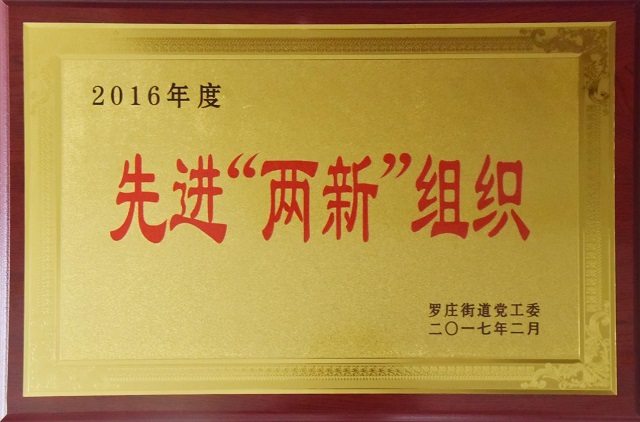 2016年度
先进“两新”组织
罗庄街道党工委
二〇一七年二月